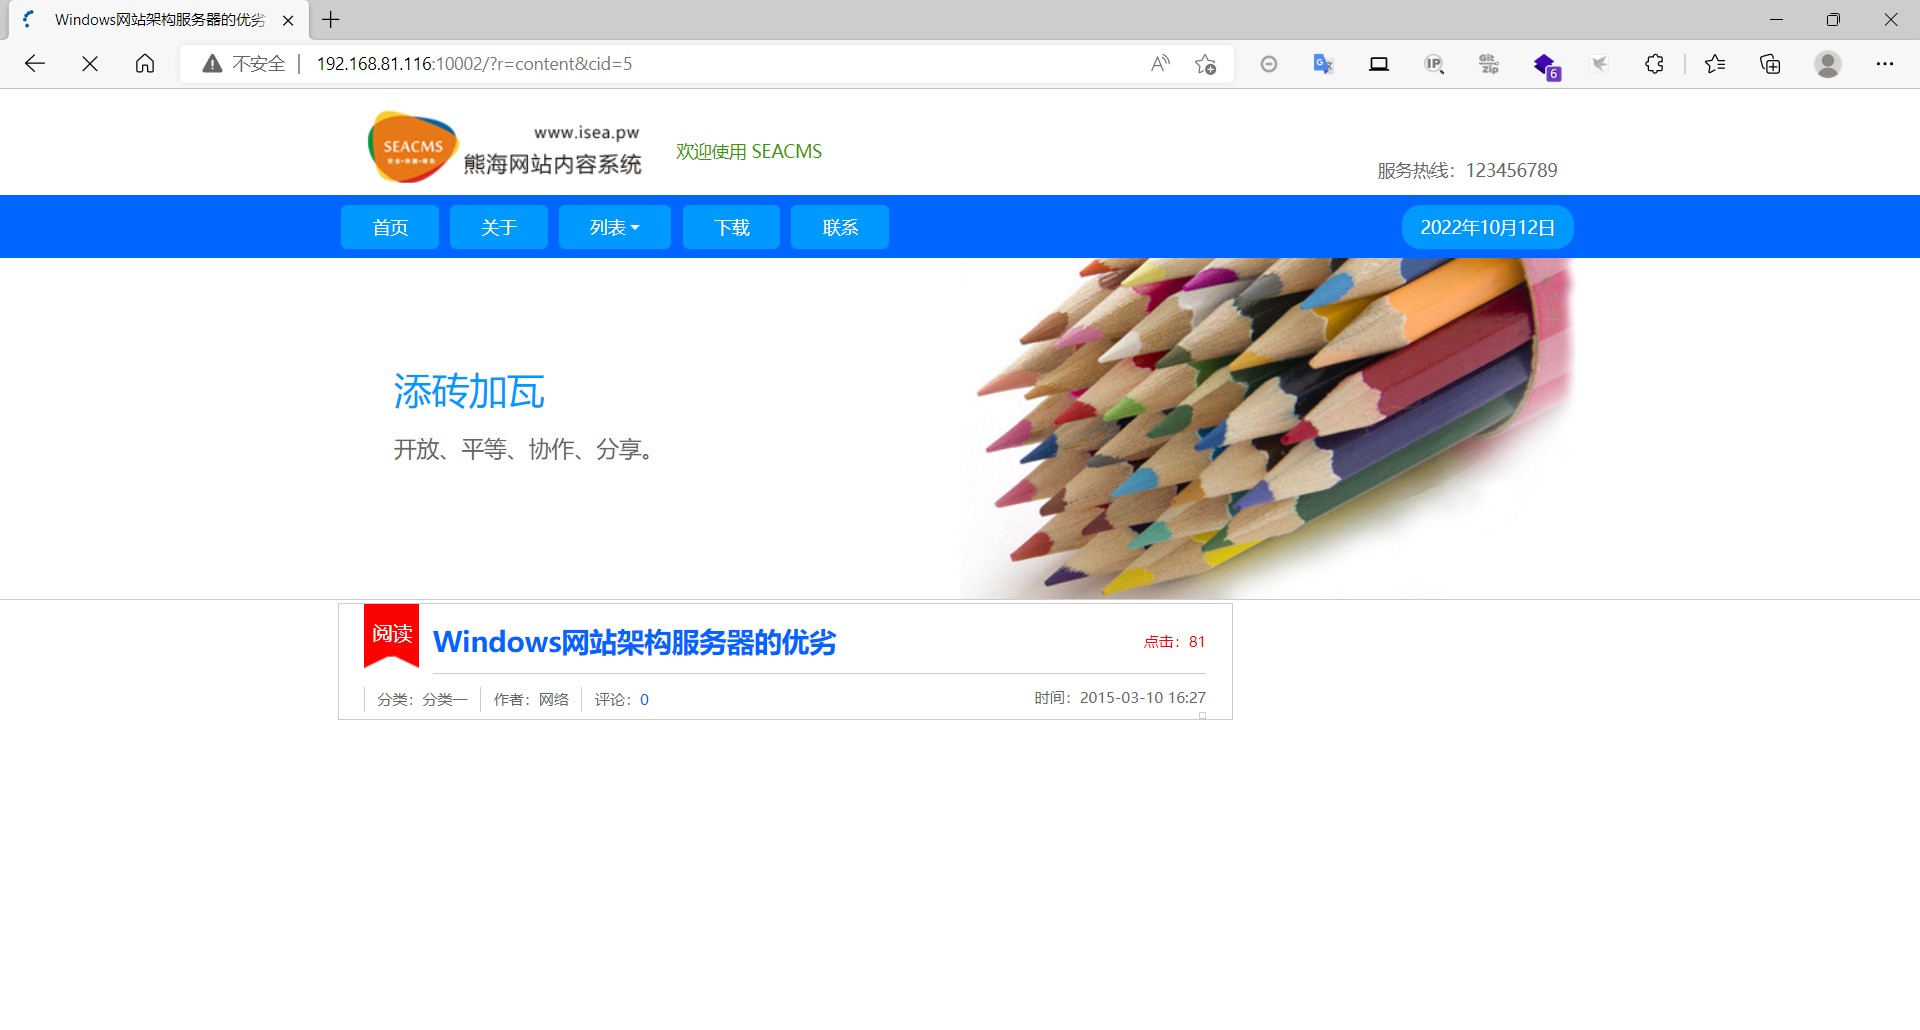 Windows网站架构服务器的优劣
不安全
192.168.81.116:10002/?r=content&cid=5
IP
Git
Zip
6
SEACMS
www.isea.pw
熊海网站内容系统
欢迎使用 SEACMS
服务热线：123456789
首页
关于
列表
下载
联系
2022年10月12日
添砖加瓦
开放、平等、协作、分享。
阅读
Windows网站架构服务器的优劣
点击：81
分类：分类一
作者：网络
评论：0
时间：2015-03-10 16:27